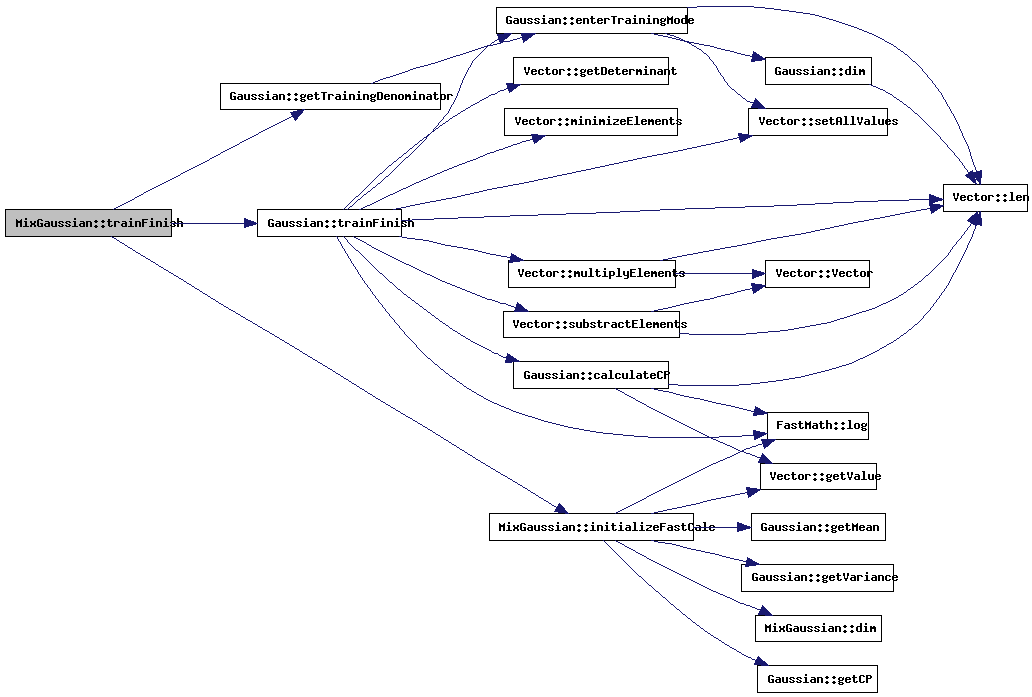 Gaussian::enterTrainingMode
Gaussian::dim
Vector::getDeterminant
Gaussian::getTrainingDenominator
Vector::minimizeElements
Vector::setAllValues
Vector::len
MixGaussian::trainFinish
Gaussian::trainFinish
Vector::multiplyElements
Vector::Vector
Vector::substractElements
Gaussian::calculateCP
FastMath::log
Vector::getValue
MixGaussian::initializeFastCalc
Gaussian::getMean
Gaussian::getVariance
MixGaussian::dim
Gaussian::getCP